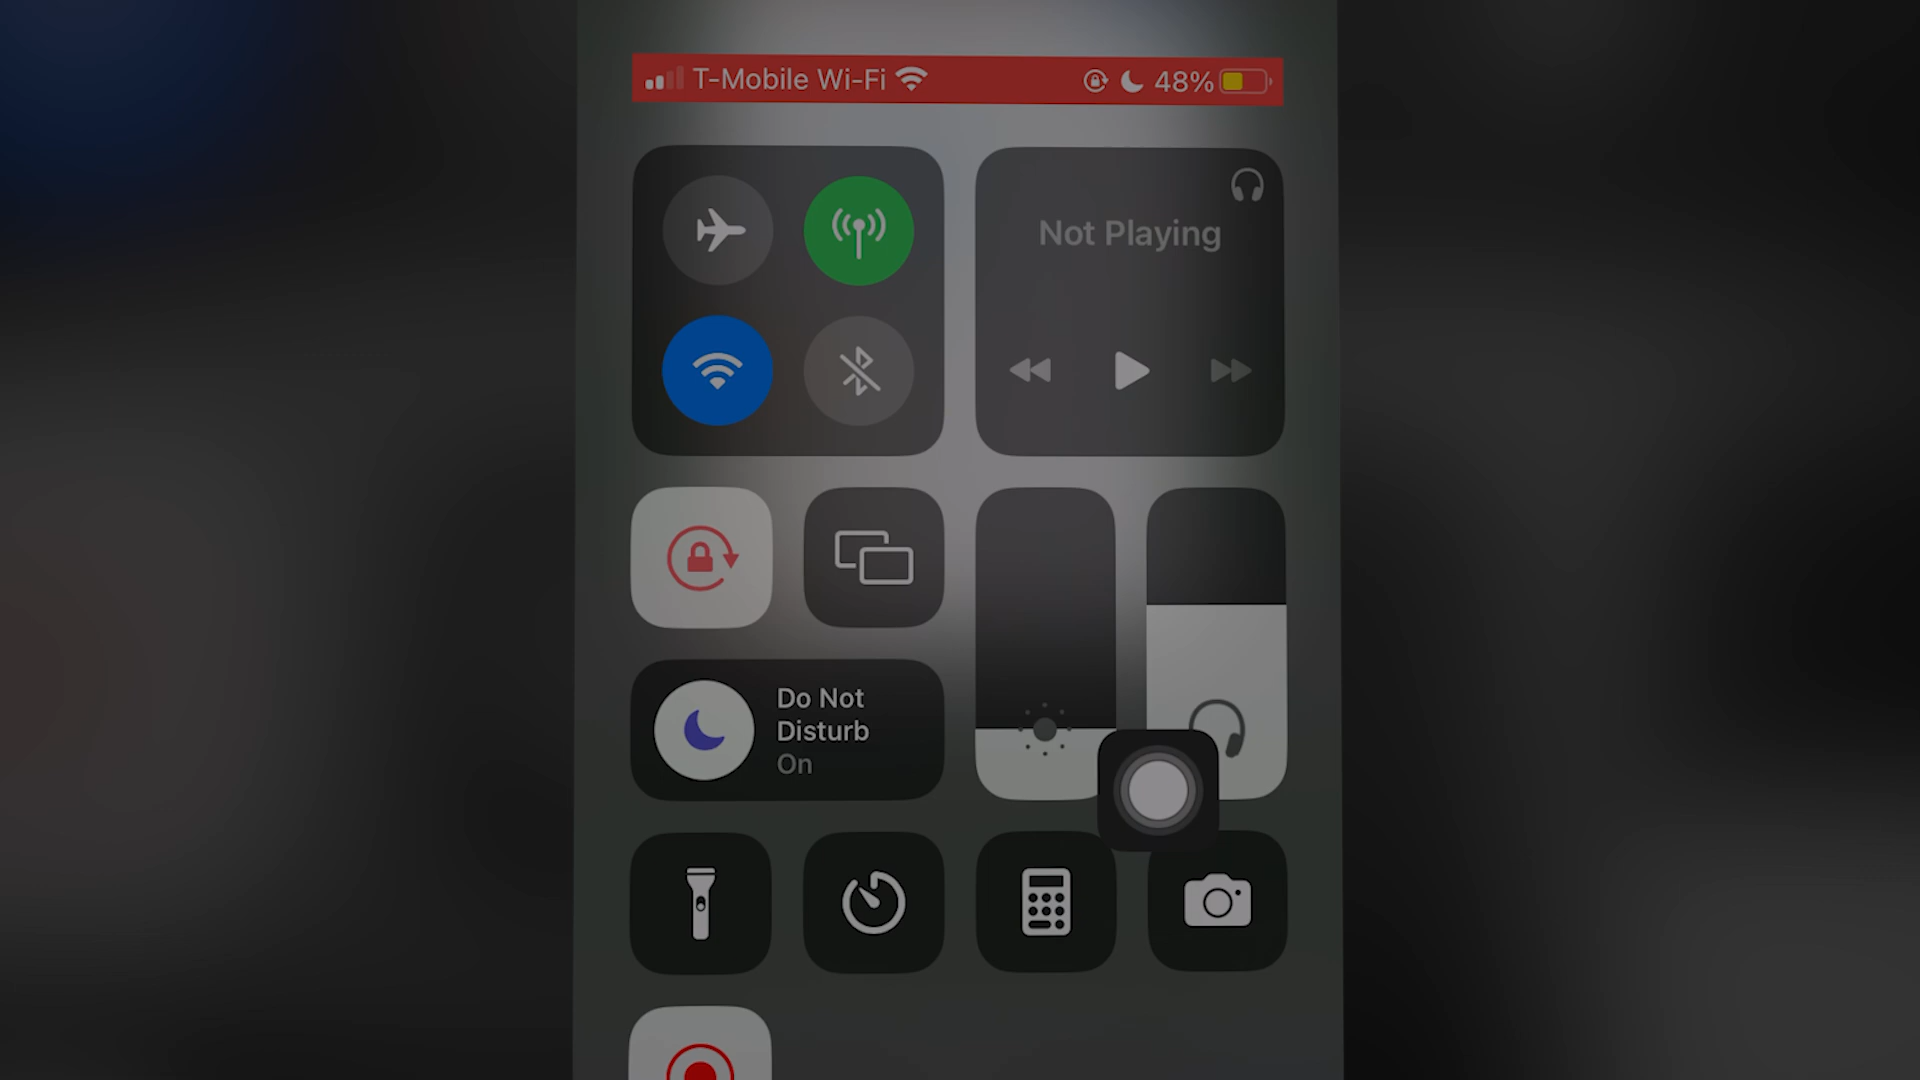 T-Mobile Wi-Fi 48%
Not Playing
Do Not
Disturb
On